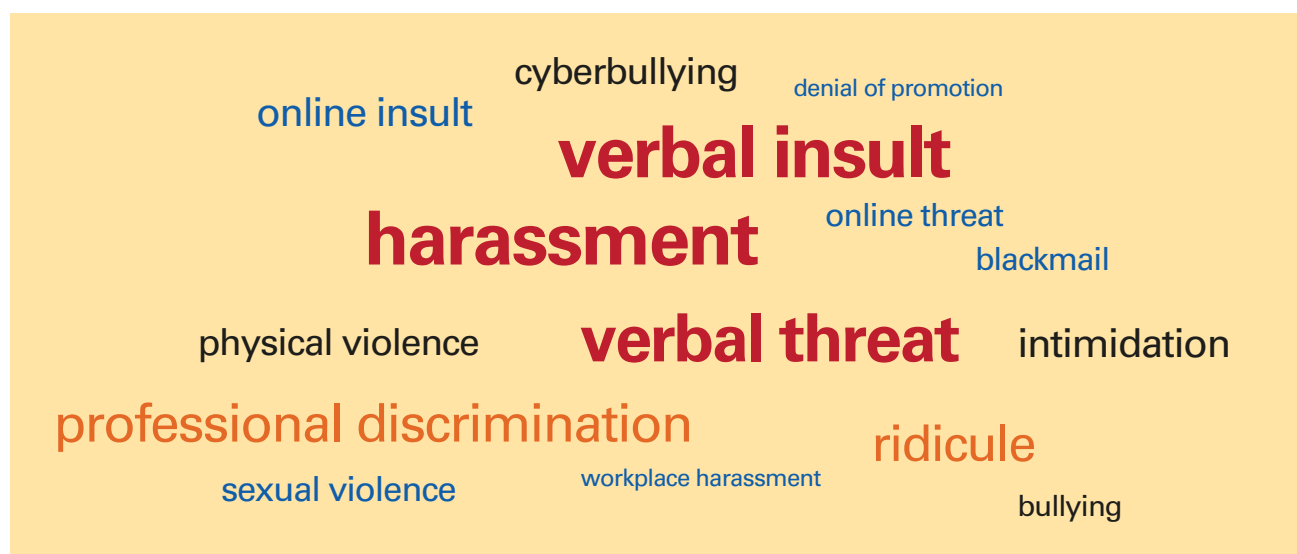 cyberbullying
denial of promotion
online insult
verbal insult
harassment
online threat
blackmail
physical violence
verbal threat
intimidation
professional discrimination
ridicule
sexual violence
workplace harassment
bullying